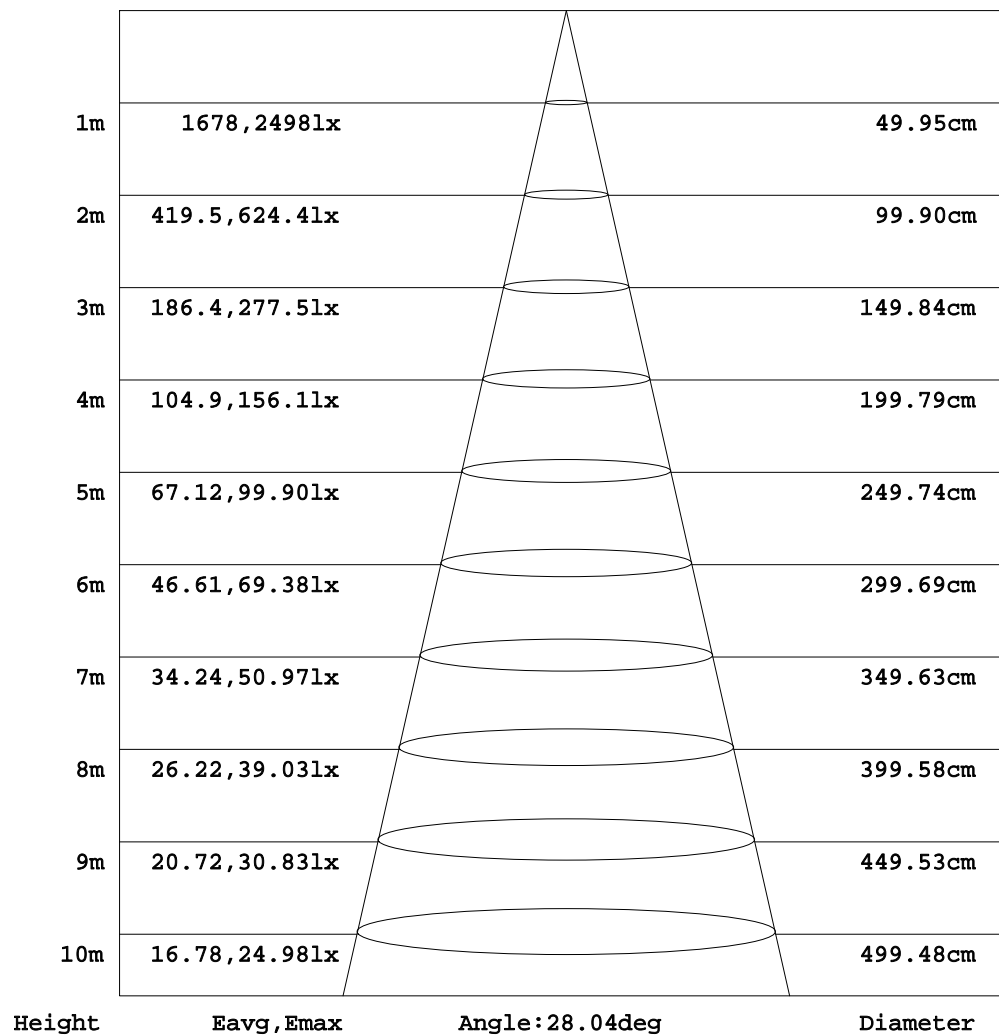 1m 1678,2498lx 49.95cm
2m 419.5,624.4lx 99.90cm
3m 186.4,277.5lx 149.84cm
4m 104.9,156.1lx 199.79cm
5m 67.12,99.90lx 249.74cm
6m 46.61,69.38lx 299.69cm
7m 34.24,50.97lx 349.63cm
8m 26.22,39.03lx 399.58cm
9m 20.72,30.83lx 449.53cm
10m 16.78,24.98lx 499.48cm
Height Eavg,Emax Angle:28.04deg Diameter